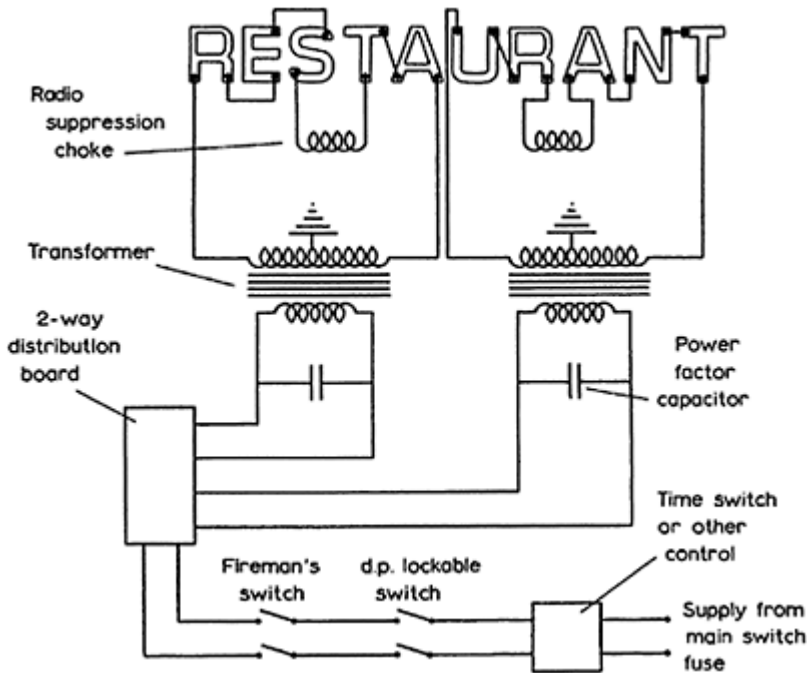 RESTAURANT
Radio
suppression
choke
Transformer
2-way
distribution
board
Power
factor
capacitor
Time switch
or other
control
Fireman's
switch
d.p. lockable
switch
Supply from
main switch
fuse